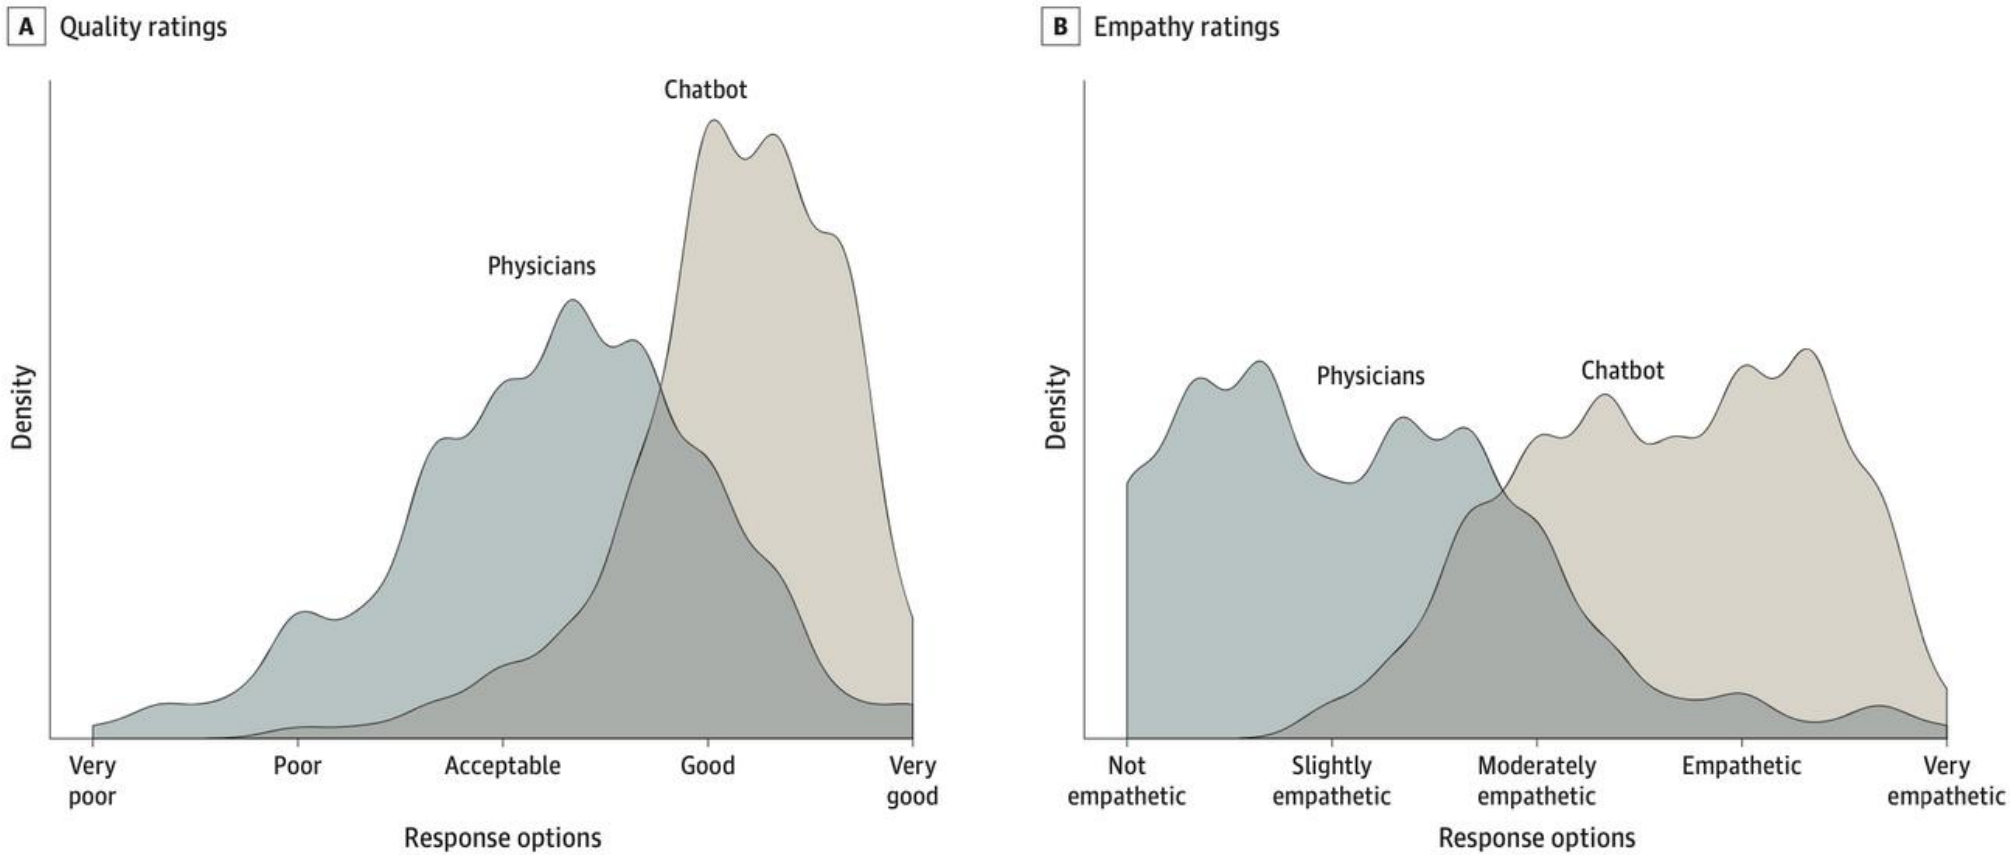 A Quality ratings
Chatbot
Physicians
Density
Very
poor
Poor
Acceptable
Good
Very
good
Response options
B Empathy ratings
Physicians
Chatbot
Density
Not
empathetic
Slightly
empathetic
Moderately
empathetic
Empathetic
Very
empathetic
Response options